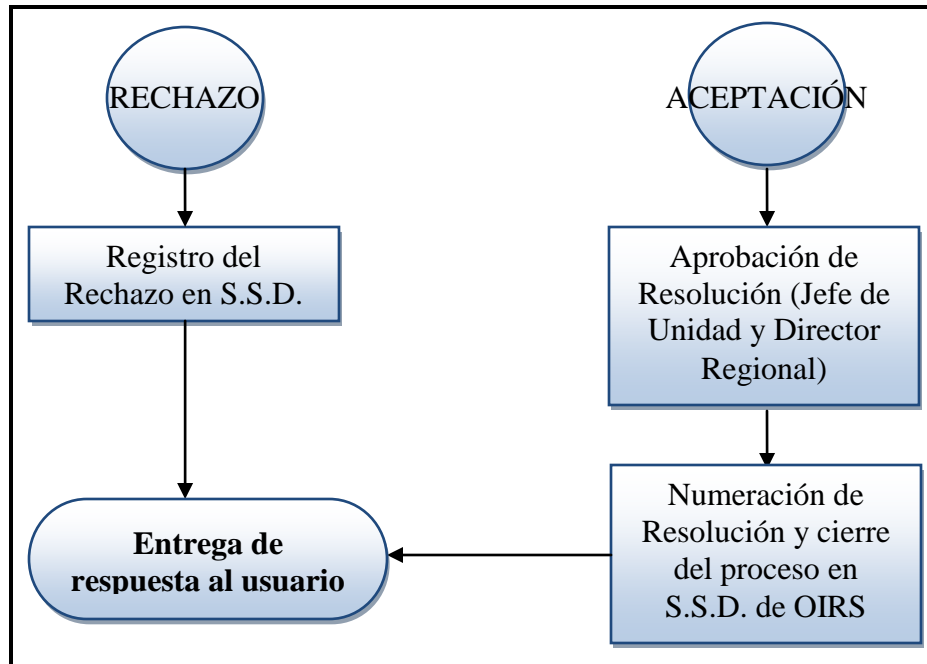 RECHAZO
ACEPTACIÓN
Registro del
Rechazo en S.S.D.
Aprobación de
Resolución (Jefe de
Unidad y Director
Regional)
Numeración de
Resolución y cierre
del proceso en
S.S.D. de OIRS
Entrega de
respuesta al usuario